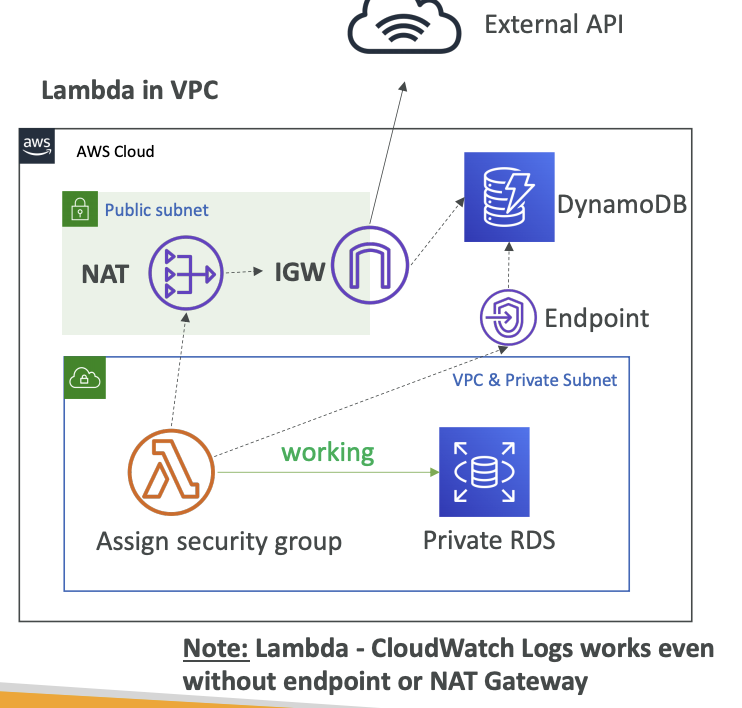 External API
Lambda in VPC
aws
AWS Cloud
Public subnet
DynamoDB
NAT
IGW
Endpoint
VPC & Private Subnet
working
Assign security group
Private RDS
Note: Lambda - CloudWatch Logs works even
without endpoint or NAT Gateway